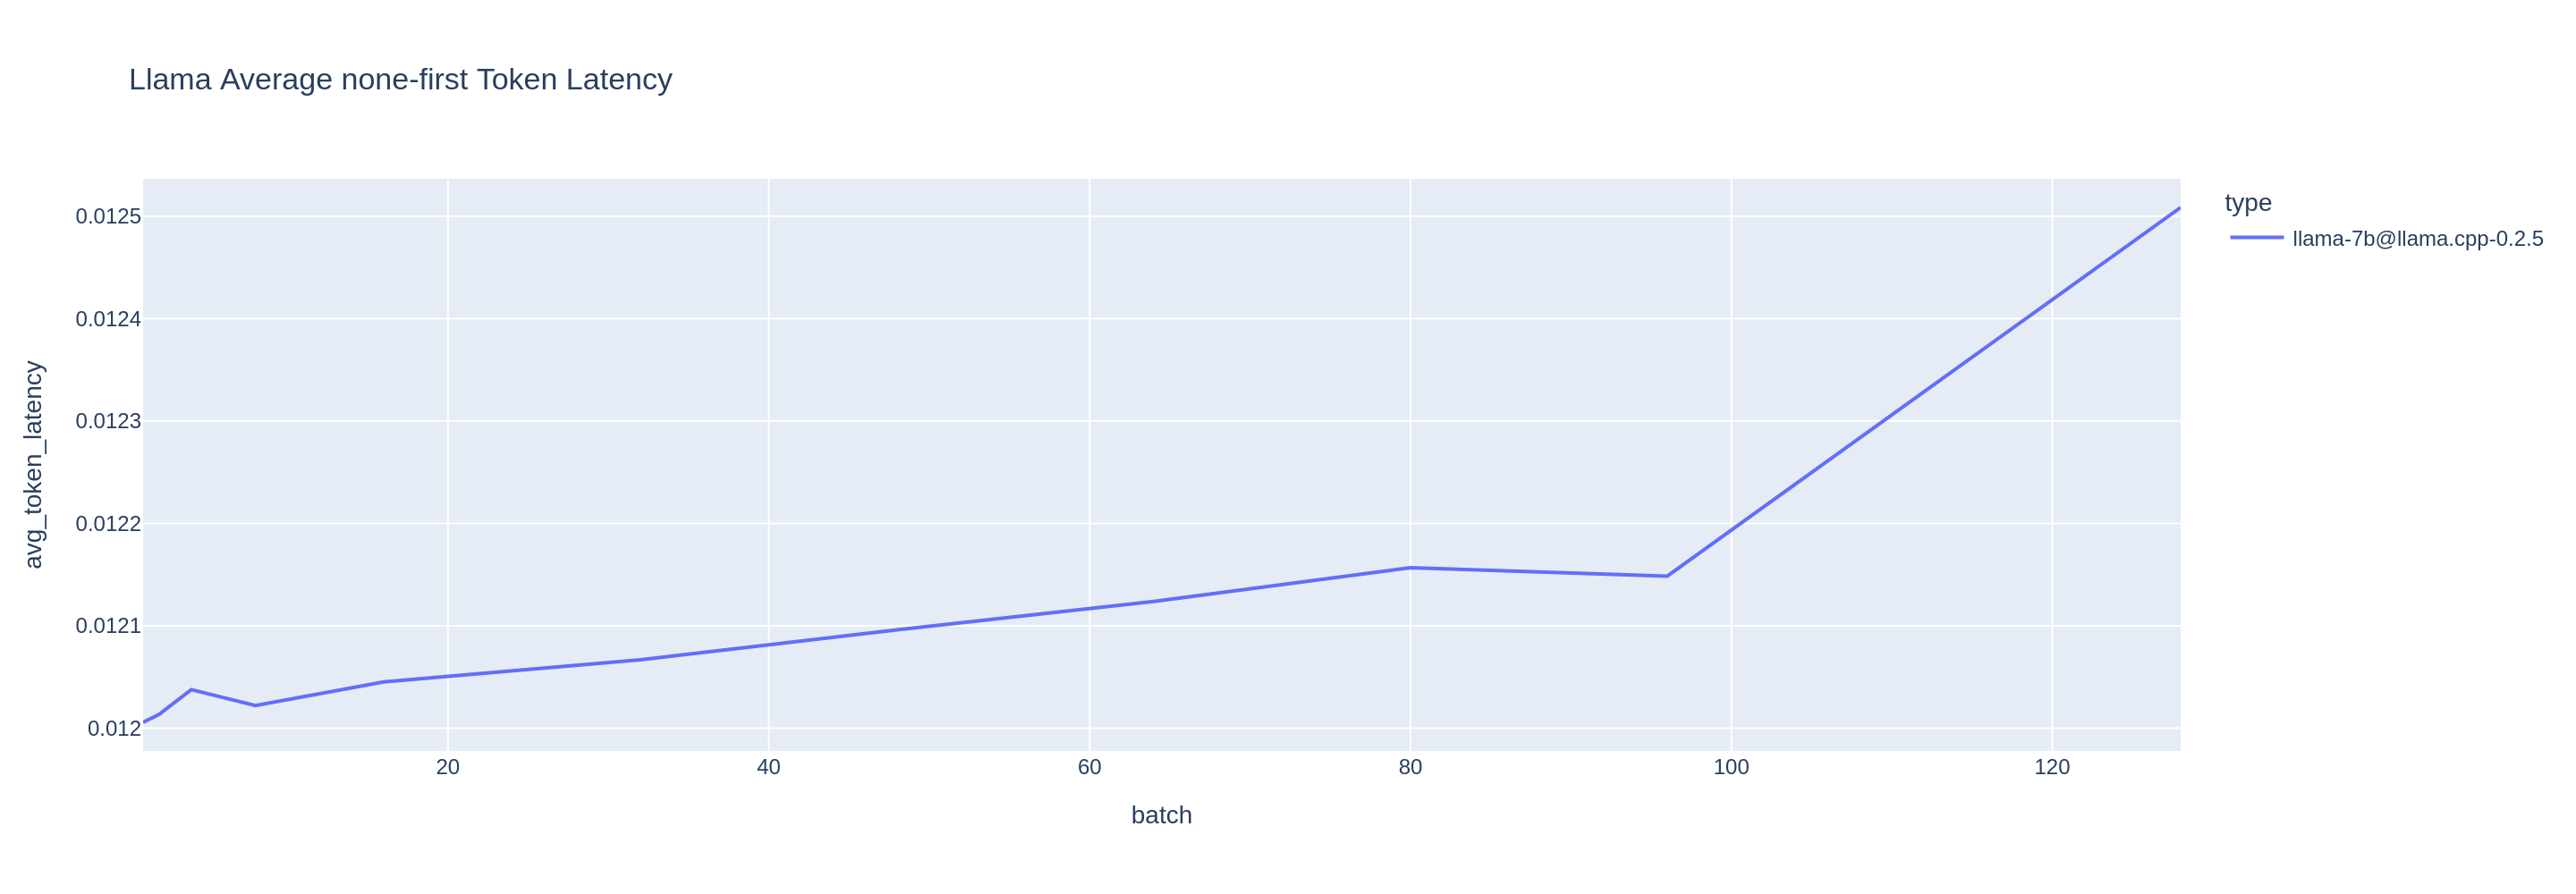 Llama Average none-first Token Latency
type
llama-7b@llama.cpp-0.2.5
avg_token_latency
0.0125
0.0124
0.0123
0.0122
0.0121
0.012
20 40 60 80 100 120
batch